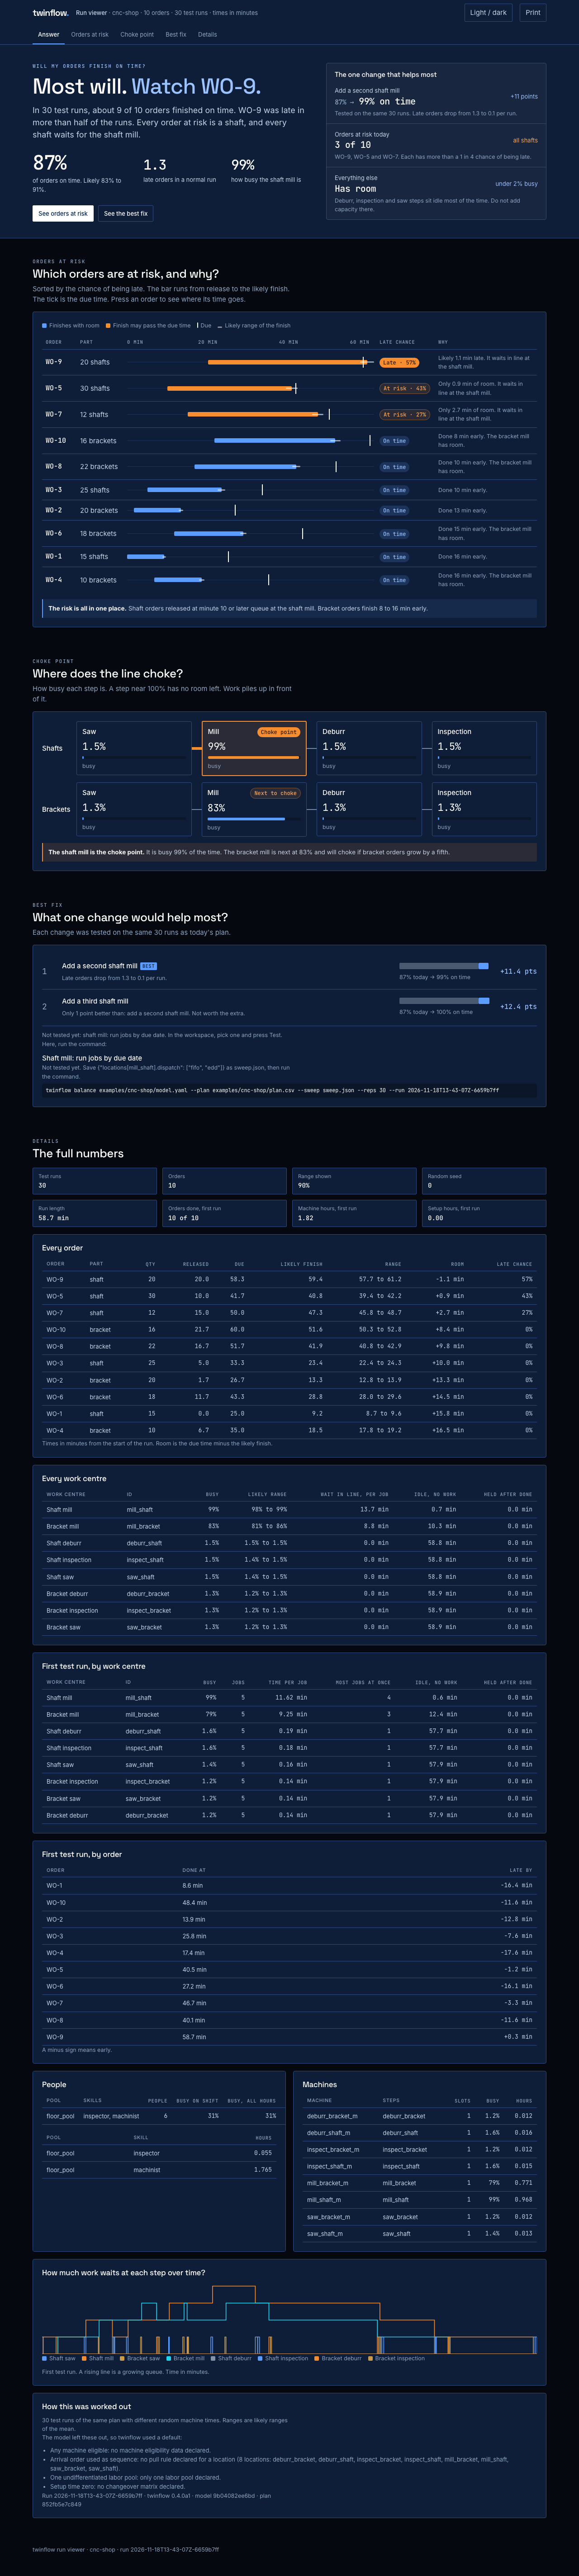 twinflow. Run viewer · cnc-shop · 10 orders · 30 test runs · times in minutes
Light / dark
Print
Answer
Orders at risk
Choke point
Best fix
Details
WILL MY ORDERS FINISH ON TIME?
Most will. Watch WO-9.
In 30 test runs, about 9 of 10 orders finished on time. WO-9 was late in
more than half of them. Every order at risk is a shaft, and every
shaft waits for the shaft mill.
87%
of orders on time. Likely 83% to
91%.
1.3
late orders in a normal run
99%
how busy the shaft mill is
See orders at risk
See the best fix
The one change that helps most
Add a second shaft mill
87% → 99% on time
+11 points
Tested on the same 30 runs. Late orders drop from 1.3 to 0.1 per run.
Orders at risk today
3 of 10
all shafts
WO-9, WO-5 and WO-7. Each has more than a 1 in 4 chance of being late.
Everything else
Has room
under 2% busy
Deburr, inspection and saw steps sit idle most of the time. Do not add
capacity there.
ORDERS AT RISK
Which orders are at risk, and why?
Sorted by the chance of being late. The bar runs from release to the likely finish.
The tick is the due time. Press an order to see where its time goes.
Finishes with room
Finish may pass the due time
Due
Likely range of the finish
ORDER PART 0 MIN 20 MIN 40 MIN 60 MIN LATE CHANCE WHY
WO-9 20 shafts Late · 57% Likely 1.1 min late. It waits in line at
the shaft mill.
WO-5 30 shafts At risk · 43% Only 0.9 min of room. It waits in
line at the shaft mill.
WO-7 12 shafts At risk · 27% Only 2.7 min of room. It waits in
line at the shaft mill.
WO-10 16 brackets On time Done 8 min early. The bracket mill
has room.
WO-8 22 brackets On time Done 10 min early. The bracket mill
has room.
WO-3 25 shafts On time Done 10 min early.
WO-2 20 brackets On time Done 13 min early.
WO-6 18 brackets On time Done 15 min early. The bracket mill
has room.
WO-1 15 shafts On time Done 16 min early.
WO-4 10 brackets On time Done 16 min early. The bracket mill
has room.
The risk is all in one place. Shaft orders released at minute 10 or later queue at the shaft mill. Bracket orders finish 8 to 16 min early.
CHOKE POINT
Where does the line choke?
How busy each step is. A step near 100% has no room left. Work piles up in front
of it.
Shafts
Saw
1.5%
busy
Mill
Choke point
99%
busy
Deburr
1.5%
busy
Inspection
1.5%
busy
Brackets
Saw
1.3%
busy
Mill
Next to choke
83%
busy
Deburr
1.3%
busy
Inspection
1.3%
busy
The shaft mill is the choke point. It is busy 99% of the time. The bracket mill is next at 83% and will choke if bracket orders grow by a fifth.
BEST FIX
What one change would help most?
Each change was tested on the same 30 runs as today's plan.
1 Add a second shaft mill BEST
Late orders drop from 1.3 to 0.1 per run.
87% today → 99% on time
+11.4 pts
2 Add a third shaft mill
Only 1 point better than: add a second shaft mill. Not worth the extra.
87% today → 100% on time
+12.4 pts
Not tested yet: shaft mill: run jobs by due date. In the workspace, pick one and press Test.
Here, run the command:
Shaft mill: run jobs by due date
Not tested yet. Save {"locations[mill_shaft].dispatch": ["fifo", "edd"]} as sweep.json, then run
the command.
twinflow balance examples/cnc-shop/model.yaml --plan examples/cnc-shop/plan.csv --sweep sweep.json --reps 30 --run 2026-11-18T13-43-07Z-6659b7ff
DETAILS
The full numbers
Test runs
30
Orders
10
Range shown
90%
Random seed
0
Run length
58.7 min
Orders done, first run
10 of 10
Machine hours, first run
1.82
Setup hours, first run
0.00
Every order
ORDER PART QTY RELEASED DUE LIKELY FINISH RANGE ROOM LATE CHANCE
WO-9 shaft 20 20.0 58.3 59.4 57.7 to 61.2 -1.1 min 57%
WO-5 shaft 30 10.0 41.7 40.8 39.4 to 42.2 +0.9 min 43%
WO-7 shaft 12 15.0 50.0 47.3 45.8 to 48.7 +2.7 min 27%
WO-10 bracket 16 21.7 60.0 51.6 50.3 to 52.8 +8.4 min 0%
WO-8 bracket 22 16.7 51.7 41.9 40.8 to 42.9 +9.8 min 0%
WO-3 shaft 25 5.0 33.3 23.4 22.4 to 24.3 +10.0 min 0%
WO-2 bracket 20 1.7 26.7 13.3 12.8 to 13.9 +13.3 min 0%
WO-6 bracket 18 11.7 43.3 28.8 28.0 to 29.6 +14.5 min 0%
WO-1 shaft 15 0.0 25.0 9.2 8.7 to 9.6 +15.8 min 0%
WO-4 bracket 10 6.7 35.0 18.5 17.8 to 19.2 +16.5 min 0%
Times in minutes from the start of the run. Room is the due time minus the likely finish.
Every work centre
WORK CENTRE ID BUSY LIKELY RANGE WAIT IN LINE, PER JOB IDLE, NO WORK HELD AFTER DONE
Shaft mill mill_shaft 99% 98% to 99% 13.7 min 0.7 min 0.0 min
Bracket mill mill_bracket 83% 81% to 86% 8.8 min 10.3 min 0.0 min
Shaft deburr deburr_shaft 1.5% 1.5% to 1.5% 0.0 min 58.8 min 0.0 min
Shaft inspection inspect_shaft 1.5% 1.4% to 1.5% 0.0 min 58.8 min 0.0 min
Shaft saw saw_shaft 1.5% 1.4% to 1.5% 0.0 min 58.8 min 0.0 min
Bracket deburr deburr_bracket 1.3% 1.2% to 1.3% 0.0 min 58.9 min 0.0 min
Bracket inspection inspect_bracket 1.3% 1.2% to 1.3% 0.0 min 58.9 min 0.0 min
Bracket saw saw_bracket 1.3% 1.2% to 1.3% 0.0 min 58.9 min 0.0 min
First test run, by work centre
WORK CENTRE ID BUSY JOBS TIME PER JOB MOST JOBS AT ONCE IDLE, NO WORK HELD AFTER DONE
Shaft mill mill_shaft 99% 5 11.62 min 4 0.6 min 0.0 min
Bracket mill mill_bracket 79% 5 9.25 min 3 12.4 min 0.0 min
Shaft deburr deburr_shaft 1.6% 5 0.19 min 1 57.7 min 0.0 min
Shaft inspection inspect_shaft 1.6% 5 0.18 min 1 57.7 min 0.0 min
Shaft saw saw_shaft 1.4% 5 0.16 min 1 57.9 min 0.0 min
Bracket inspection inspect_bracket 1.2% 5 0.14 min 1 57.9 min 0.0 min
Bracket saw saw_bracket 1.2% 5 0.14 min 1 57.9 min 0.0 min
Bracket deburr deburr_bracket 1.2% 5 0.14 min 1 57.9 min 0.0 min
First test run, by order
ORDER DONE AT LATE BY
WO-1 8.6 min -16.4 min
WO-10 48.4 min -11.6 min
WO-2 13.9 min -12.8 min
WO-3 25.8 min -7.6 min
WO-4 17.4 min -17.6 min
WO-5 40.5 min -1.2 min
WO-6 27.2 min -16.1 min
WO-7 46.7 min -3.3 min
WO-8 40.1 min -11.6 min
WO-9 58.7 min +0.3 min
A minus sign means early.
People
POOL SKILLS PEOPLE BUSY ON SHIFT BUSY, ALL HOURS
floor_pool inspector, machinist 6 31% 31%
POOL SKILL HOURS
floor_pool inspector 0.055
floor_pool machinist 1.765
Machines
MACHINE STEPS SLOTS BUSY HOURS
deburr_bracket_m deburr_bracket 1 1.2% 0.012
deburr_shaft_m deburr_shaft 1 1.6% 0.016
inspect_bracket_m inspect_bracket 1 1.2% 0.012
inspect_shaft_m inspect_shaft 1 1.6% 0.015
mill_bracket_m mill_bracket 1 79% 0.771
mill_shaft_m mill_shaft 1 99% 0.968
saw_bracket_m saw_bracket 1 1.2% 0.012
saw_shaft_m saw_shaft 1 1.4% 0.013
How much work waits at each step over time?
Shaft saw
Shaft mill
Bracket saw
Bracket mill
Shaft deburr
Shaft inspection
Bracket deburr
Bracket inspection
First test run. A rising line is a growing queue. Time in minutes.
How this was worked out
30 test runs of the same plan with different random machine times. Ranges are likely ranges
of the mean.
The model left these out, so twinflow used a default:
• Any machine eligible: no machine eligibility data declared.
• Arrival order used as sequence: no pull rule declared for a location (8 locations: deburr_bracket, deburr_shaft, inspect_bracket, inspect_shaft, mill_bracket, mill_shaft,
saw_bracket, saw_shaft).
• One undifferentiated labor pool: only one labor pool declared.
• Setup time zero: no changeover matrix declared.
Run 2026-11-18T13-43-07Z-6659b7ff · twinflow 0.4.0a1 · model 9b04082ee6bd · plan
852fb5e7c849
twinflow run viewer · cnc-shop · run 2026-11-18T13-43-07Z-6659b7ff